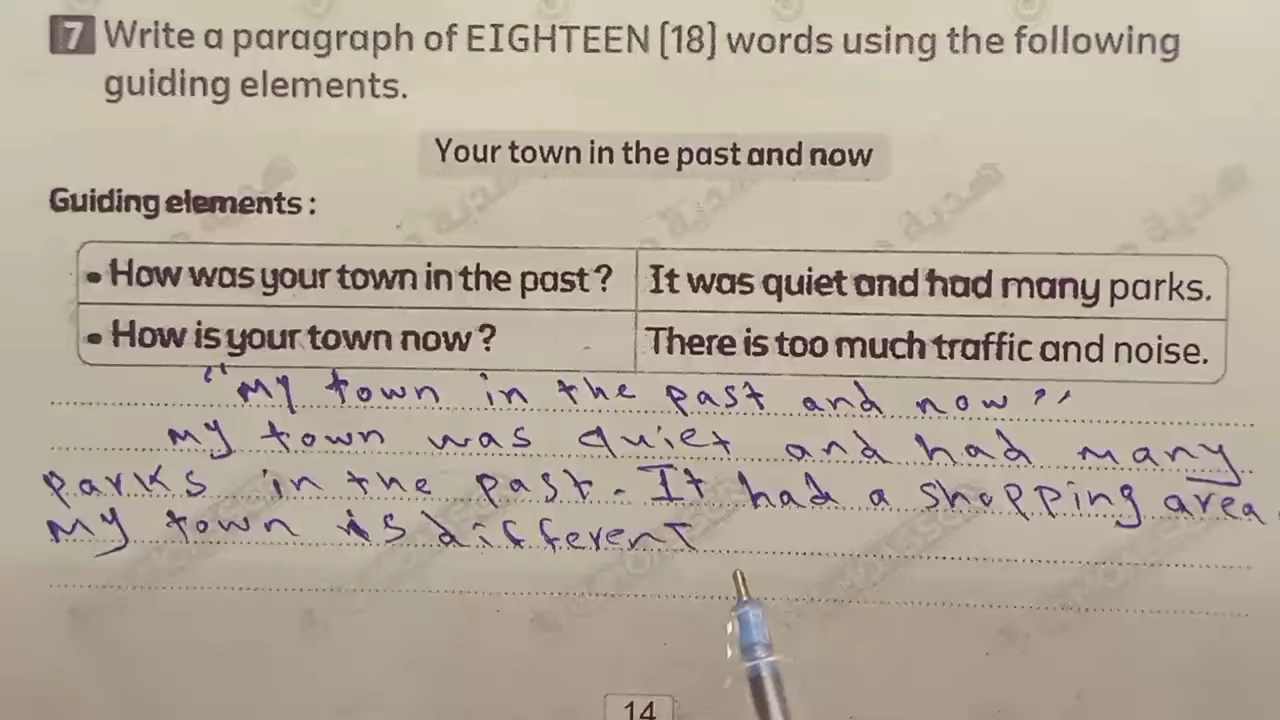 7 Write a paragraph of EIGHTEEN (18) words using the following
guiding elements.
Your town in the past and now
Guiding elements :
• How was your town in the past? It was quiet and had many parks.
• How is your town now? There is too much traffic and noise.
"My town in the past and now"
My town was quiet and had many
parks in the past. It had a shopping area.
My town is different
14